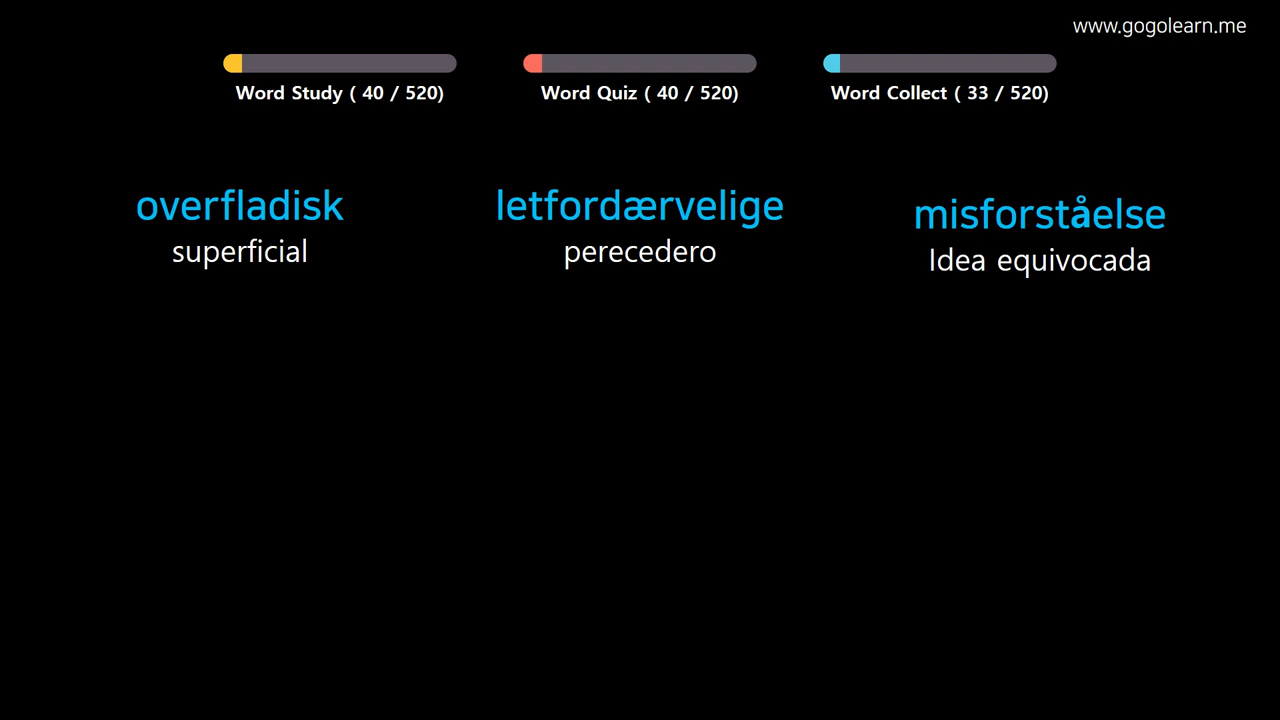 www.gogolearn.me
Word Study ( 40 / 520)
Word Quiz ( 40 / 520)
Word Collect ( 33 / 520)
overfladisk
superficial
letfordærvelige
perecedero
misforståelse
Idea equivocada